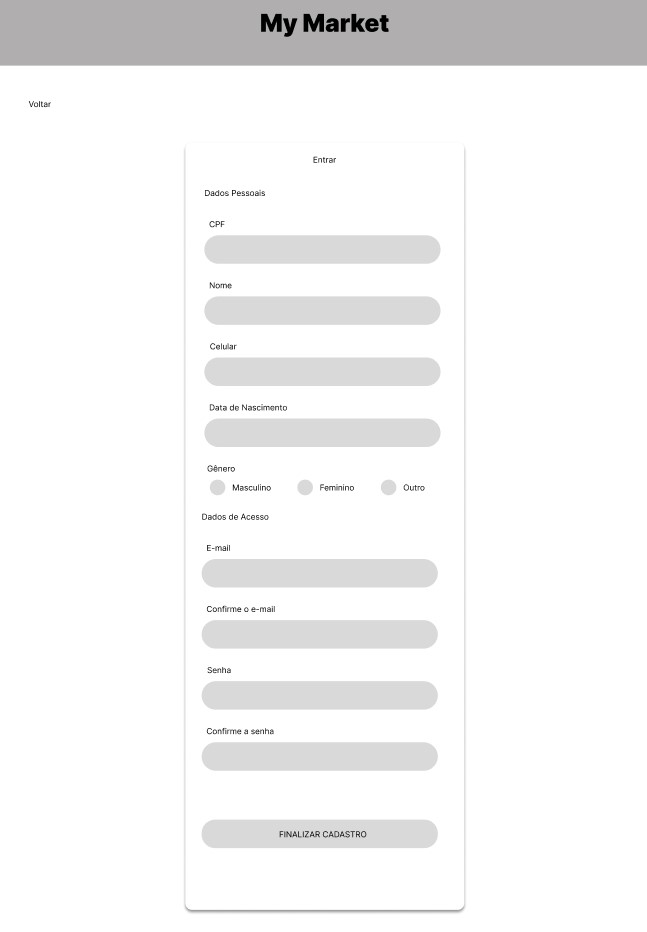 My Market
Voltar
Entrar
Dados Pessoais
CPF
Nome
Celular
Data de Nascimento
Gênero
Masculino Feminino Outro
Dados de Acesso
E-mail
Confirme o e-mail
Senha
Confirme a senha
FINALIZAR CADASTRO